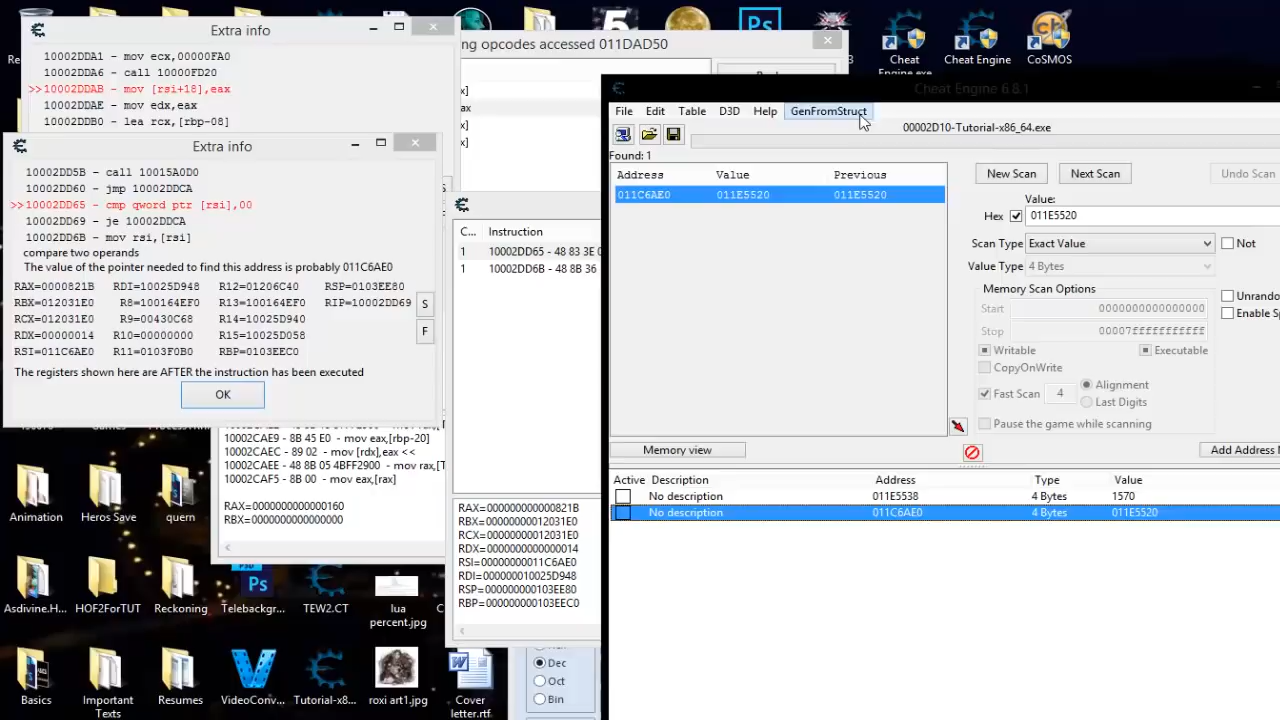 Extra info
10002DDA1 - mov ecx,00000FA0
10002DDA6 - call 10000FD20
>>10002DDAB - mov [rsi+18],eax
10002DDAE - mov edx,eax
10002DDB0 - lea rcx,[rbp-08]
Extra info
10002DD5B - call 10015A0D0
10002DD60 - jmp 10002DDCA
>>10002DD65 - cmp qword ptr [rsi],00
10002DD69 - je 10002DDCA
10002DD6B - mov rsi,[rsi]
compare two operands
The value of the pointer needed to find this address is probably 011C6AE0
RAX=0000821B RDI=10025D948 R12=01206C40 RSP=0103EE80
RBX=012031E0 R8=100164EF0 R13=100164EF0 RIP=10002DD69
RCX=012031E0 R9=00430C68 R14=10025D940
RDX=00000014 R10=00000000 R15=10025D058
RSI=011C6AE0 R11=0103F0B0 RBP=0103EEC0
S
F
The registers shown here are AFTER the instruction has been executed
OK
10002CAE9 - 8B 45 E0 - mov eax,[rbp-20]
10002CAEC - 89 02 - mov [rdx],eax <<
10002CAEE - 48 8B 05 4BFF2900 - mov rax,[T
10002CAF5 - 8B 00 - mov eax,[rax]
RAX=0000000000000160
RBX=0000000000000000
ng opcodes accessed 011DAD50
x]
ax
x]
x]
C... Instruction
1 10002DD65 - 48 83 3E 0
1 10002DD6B - 48 8B 36
RAX=000000000000821B
RBX=00000000012031E0
RCX=00000000012031E0
RDX=0000000000000014
RSI=00000000011C6AE0
RDI=000000010025D948
RSP=000000000103EE80
RBP=000000000103EEC0
Dec
Oct
Bin
Cheat Engine 6.8.1
File Edit Table D3D Help GenFromStruct
00002D10-Tutorial-x86_64.exe
Found: 1
Address Value Previous
011C6AE0 011E5520 011E5520
New Scan Next Scan Undo Scan
Value:
Hex 011E5520
Scan Type Exact Value Not
Value Type 4 Bytes
Memory Scan Options
Start 0000000000000000
Stop 00007fffffffffff
Writable Executable
CopyOnWrite
Fast Scan 4 Alignment
Last Digits
Pause the game while scanning
Unrando
Enable Sp
Memory view
Add Address M
Active Description Address Type Value
No description 011E5538 4 Bytes 1570
No description 011C6AE0 4 Bytes 011E5520
Ps
Cheat Engine.exe
Cheat Engine
CoSMOS
Animation
Heros Save
quern
Asdivine.H...
HOF2ForTUT
Reckoning
Ps
Telebackgr...
TEW2.CT
lua percent.jpg
Basics
Important Texts
Resumes
VideoConv...
Tutorial-x8...
roxi art1.jpg
Cover letter.rtf